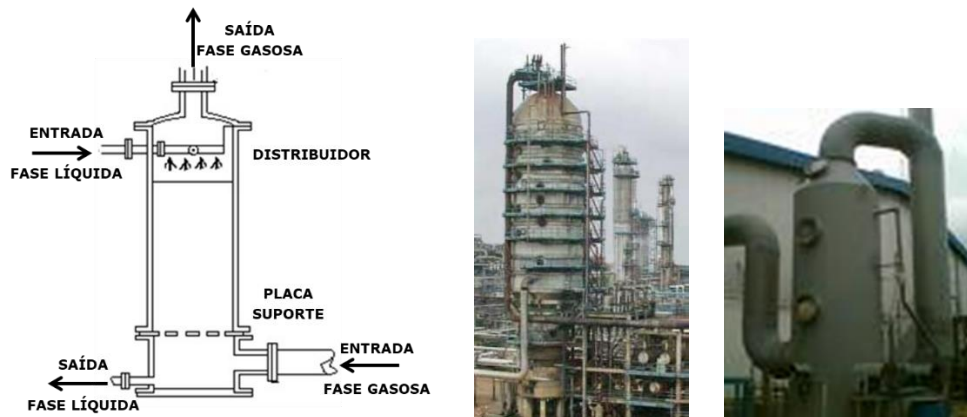 SAÍDA
FASE GASOSA
ENTRADA
FASE LÍQUIDA
DISTRIBUIDOR
PLACA
SUPORTE
ENTRADA
FASE GASOSA
SAÍDA
FASE LÍQUIDA